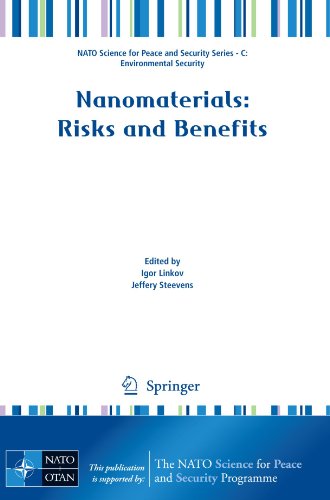 NATO Science for Peace and Security Series - C:
Environmental Security
Nanomaterials:
Risks and Benefits
Edited by
Igor Linkov
Jeffery Steevens
Springer
NATO
OTAN
This publication
is supported by:
The NATO Science for Peace
and Security Programme